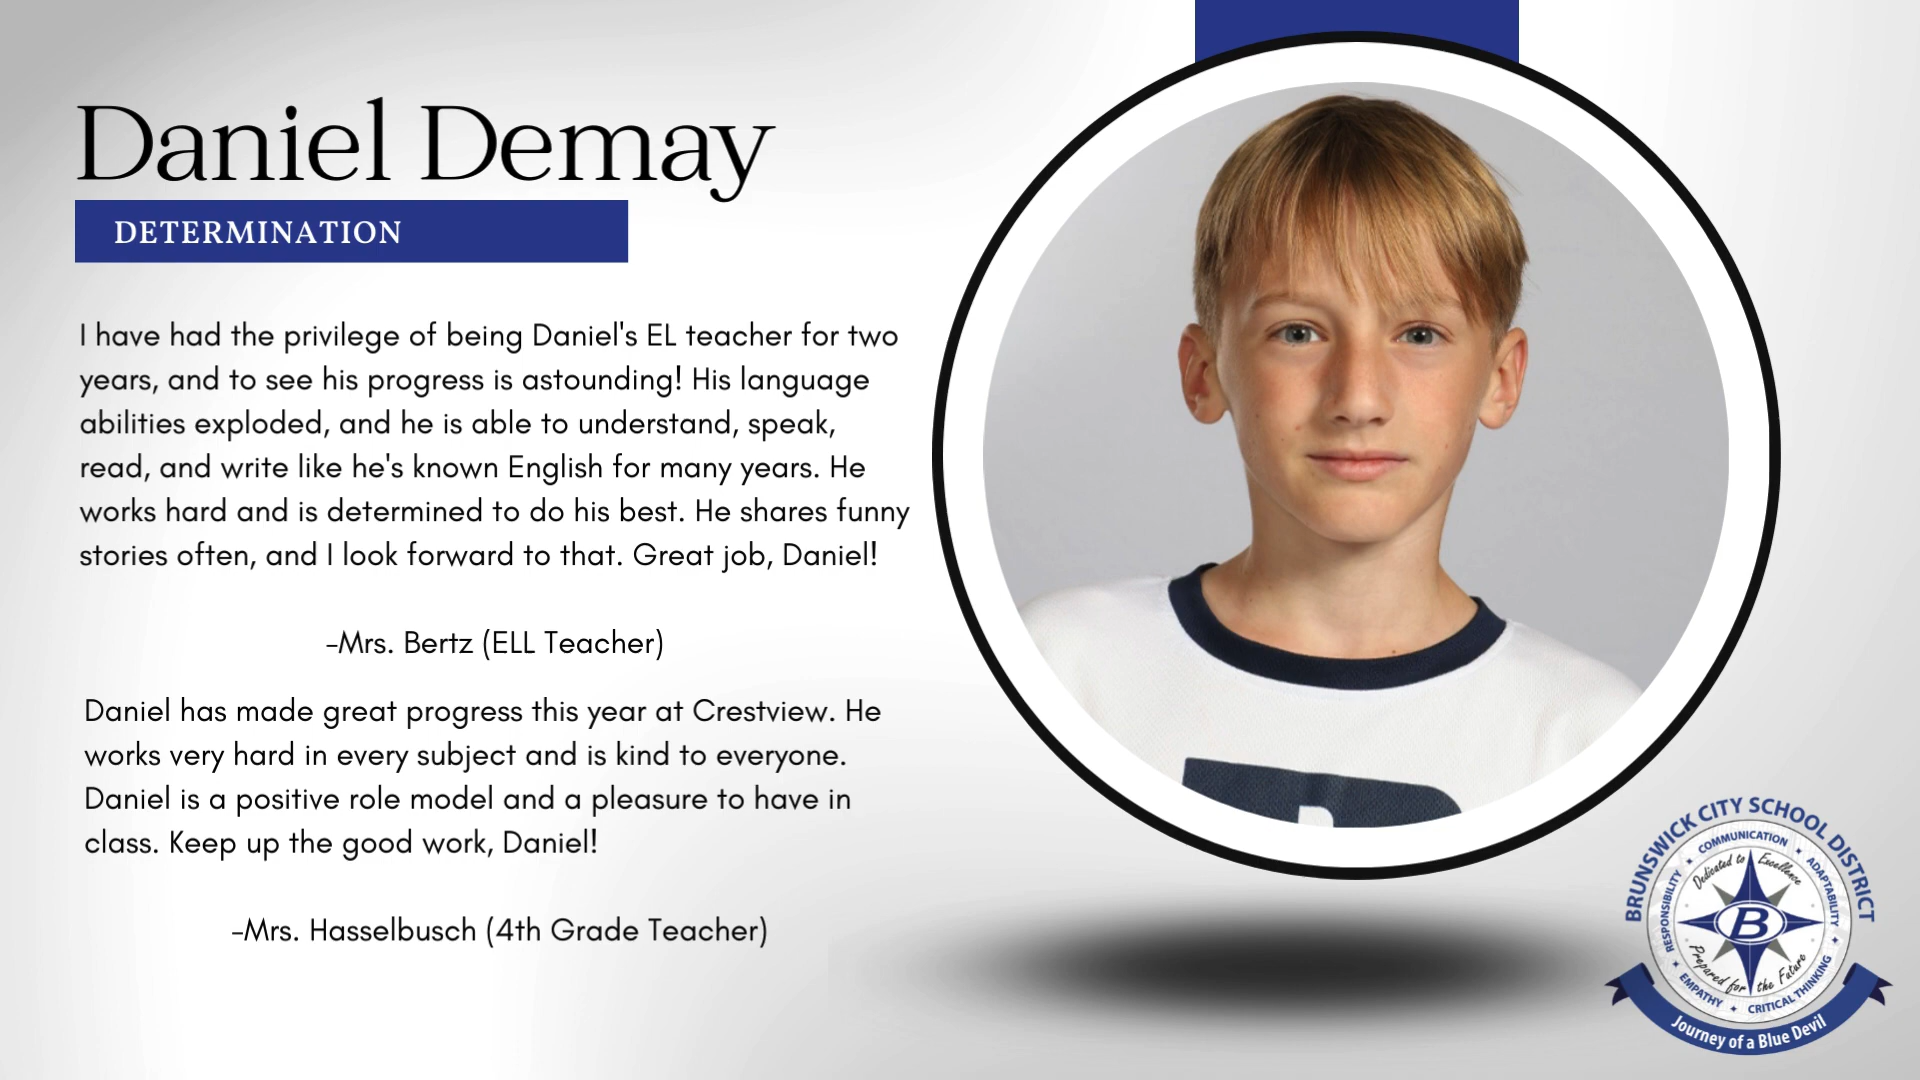 Daniel Demay
DETERMINATION
I have had the privilege of being Daniel's EL teacher for two
years, and to see his progress is astounding! His language
abilities exploded, and he is able to understand, speak,
read, and write like he's known English for many years. He
works hard and is determined to do his best. He shares funny
stories often, and I look forward to that. Great job, Daniel!
-Mrs. Bertz (ELL Teacher)
Daniel has made great progress this year at Crestview. He
works very hard in every subject and is kind to everyone.
Daniel is a positive role model and a pleasure to have in
class. Keep up the good work, Daniel!
-Mrs. Hasselbusch (4th Grade Teacher)
BRUNSWICK CITY SCHOOL DISTRICT
COMMUNICATION
ADAPTABILITY
CRITICAL THINKING
EMPATHY
RESPONSIBILITY
Dedicated to Excellence
B
Prepared for the Future
Journey of a Blue Devil